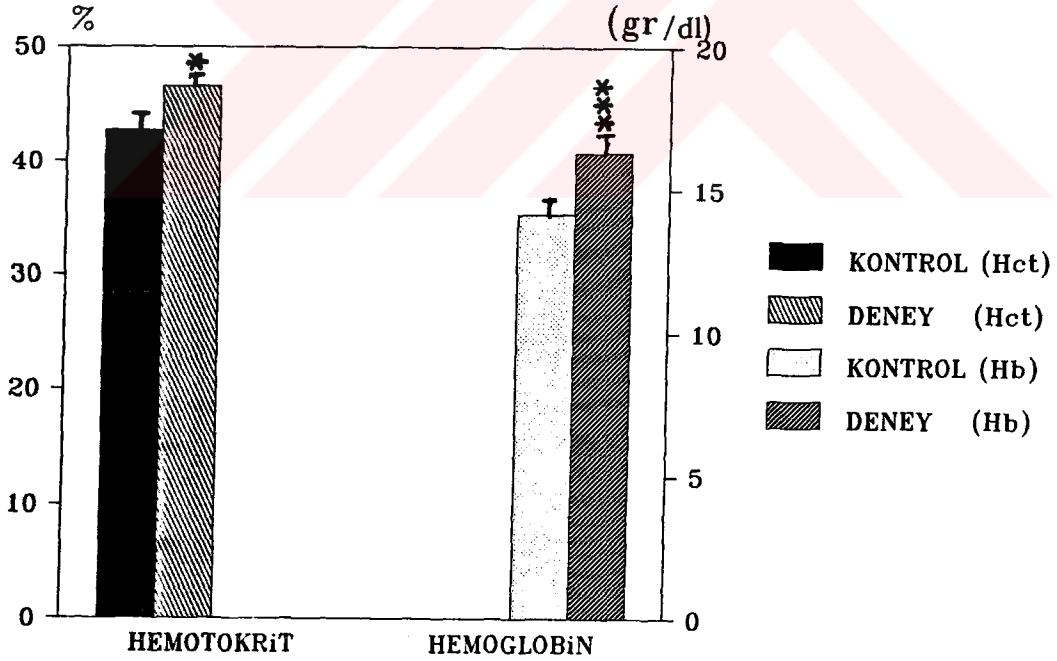 %
(gr/dl)
50
40
30
20
10
0
*
***
20
15
10
5
0
HEMOTOKRiT
HEMOGLOBiN
KONTROL (Hct)
DENEY (Hct)
KONTROL (Hb)
DENEY (Hb)